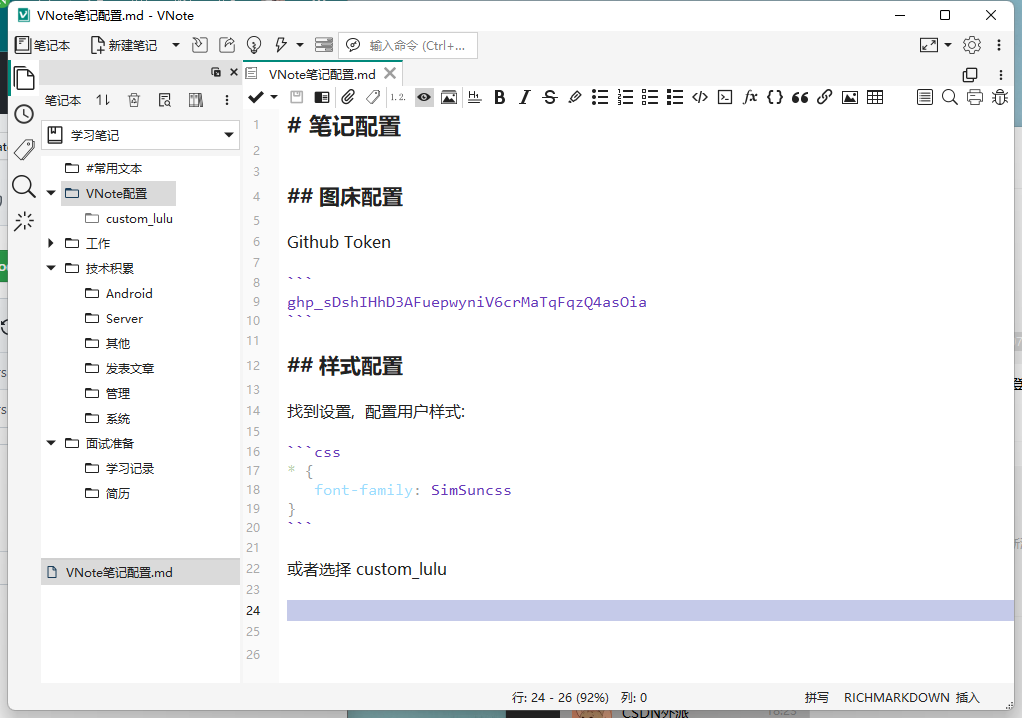 VNote笔记配置.md - VNote
笔记本
新建笔记
输入命令 (Ctrl+...
VNote笔记配置.md
笔记本
1.2.
学习笔记
#常用文本
VNote配置
custom_lulu
工作
技术积累
Android
Server
其他
发表文章
管理
系统
面试准备
学习记录
简历
VNote笔记配置.md
1 # 笔记配置
2
3
4 ## 图床配置
5
6 Github Token
7
8 ```
9 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
10 ```
11
12 ## 样式配置
13
14 找到设置，配置用户样式:
15
16 ```css
17 * {
18 font-family: SimSuncss
19 }
20 ```
21
22 或者选择 custom_lulu
23
24
25
26
行: 24 - 26 (92%) 列: 0
拼写
RICHMARKDOWN
插入